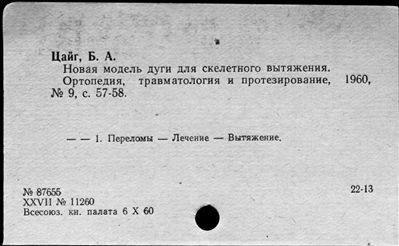 Цайг, Б. А.
Новая модель дуги для скелетного вытяжения.
Ортопедия, травматология и протезирование, 1960,
№ 9, с. 57-58.
— — 1. Переломы — Лечение — Вытяжение.
№ 87655 22-13
XXVII № 11260
Всесоюз. кн. палата 6 X 60